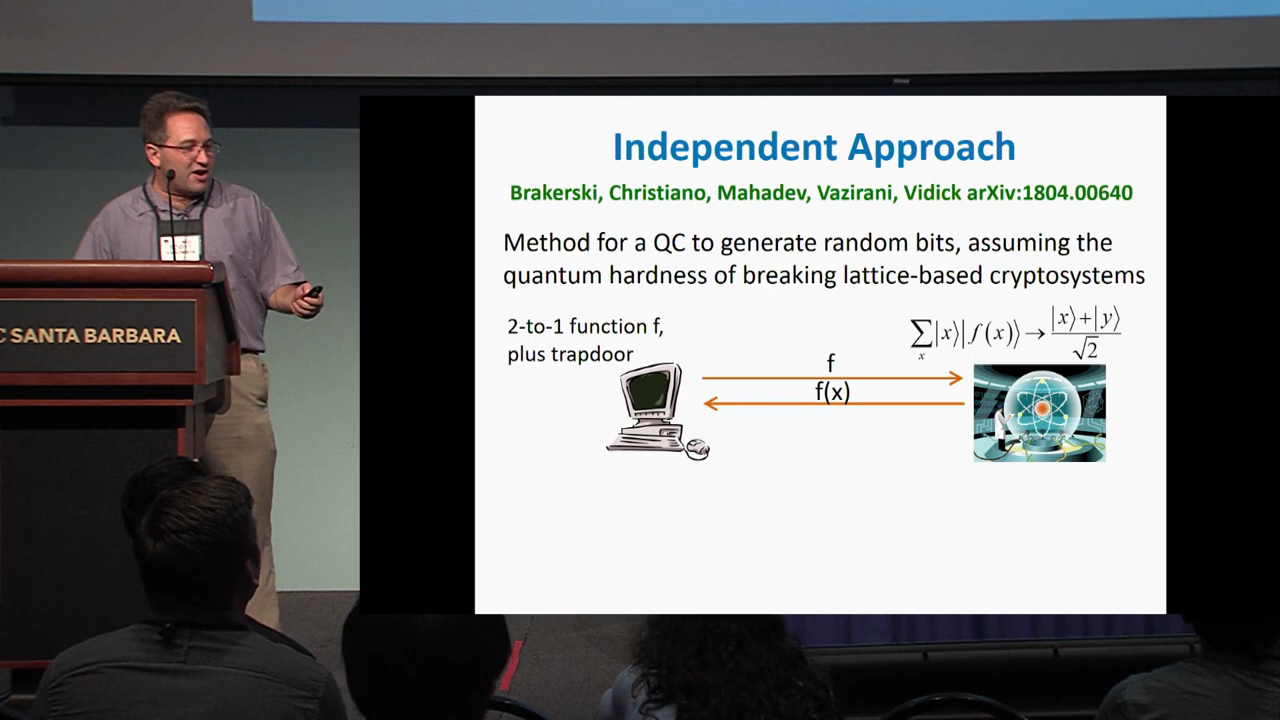 Independent Approach
Brakerski, Christiano, Mahadev, Vazirani, Vidick arXiv:1804.00640
Method for a QC to generate random bits, assuming the
quantum hardness of breaking lattice-based cryptosystems
2-to-1 function f,
plus trapdoor
∑_x |x⟩|f(x)⟩ → (|x⟩+|y⟩)/√2
f
f(x)
C SANTA BARBARA